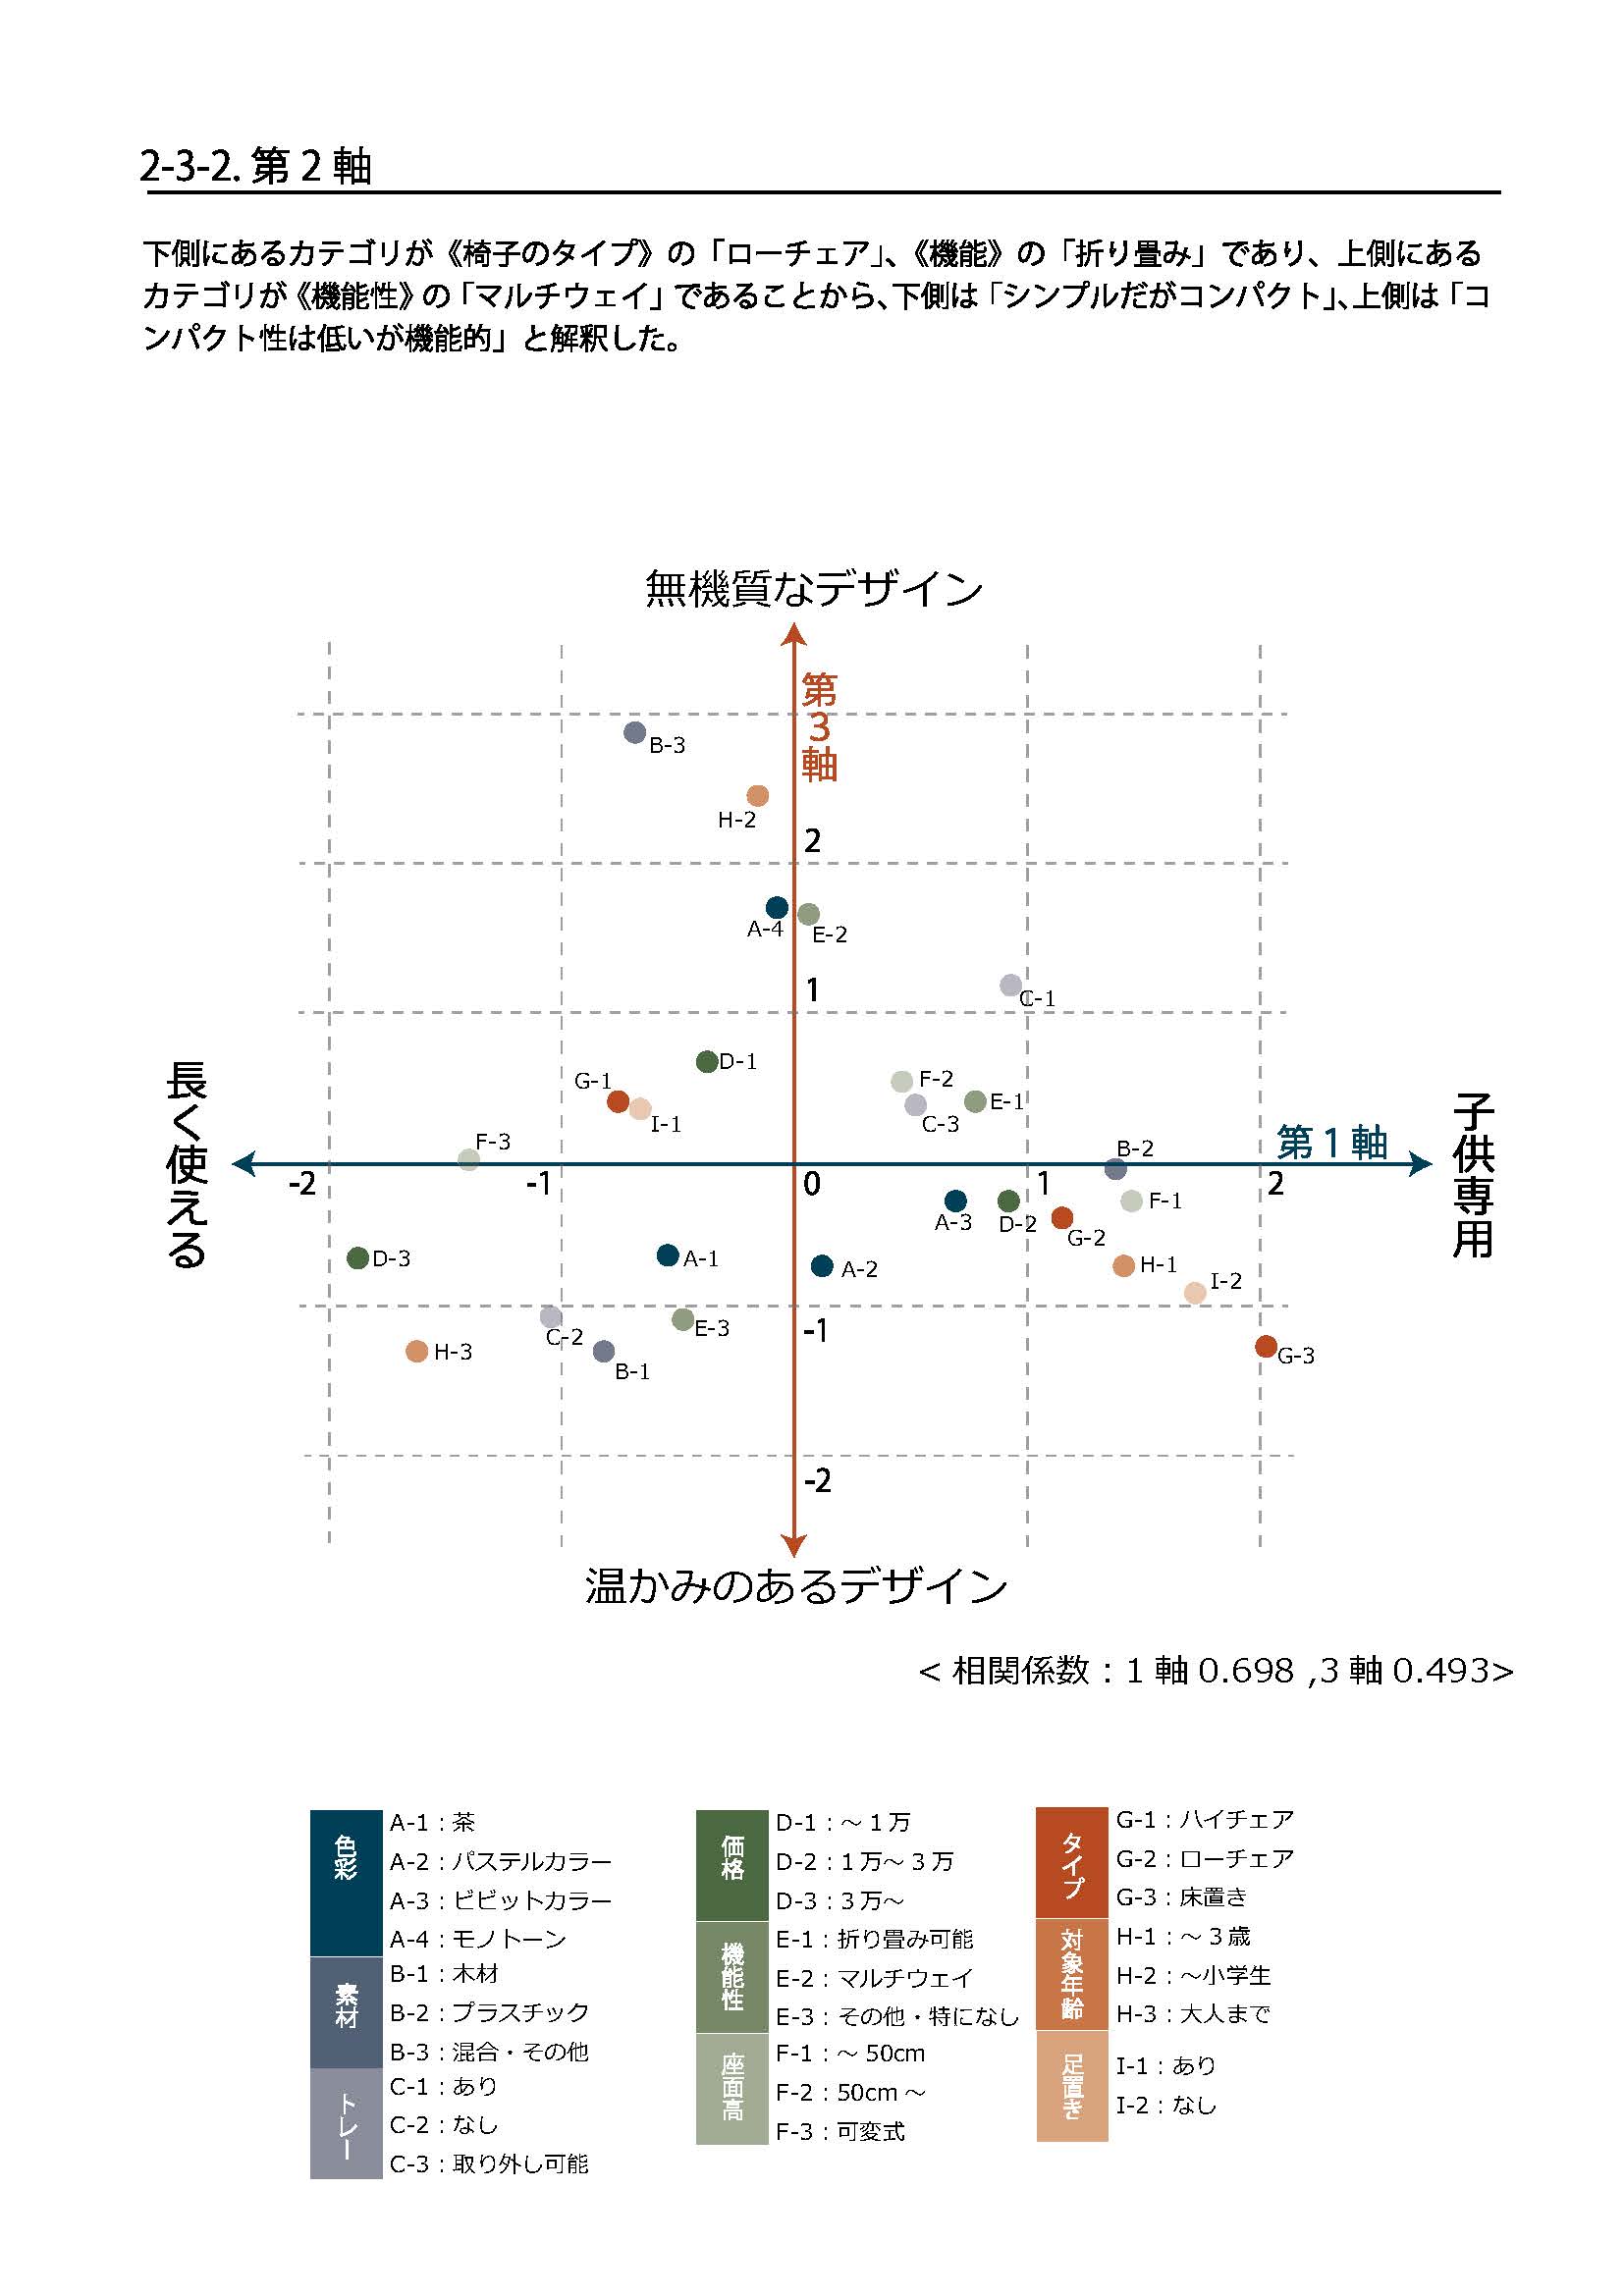 2-3-2. 第 2 軸
下側にあるカテゴリが《椅子のタイプ》の「ローチェア」、《機能》の「折り畳み」であり、上側にある
カテゴリが《機能性》の「マルチウェイ」であることから、下側は「シンプルだがコンパクト」、上側は「コ
ンパクト性は低いが機能的」と解釈した。
無機質なデザイン
第3軸
B-3
H-2
2
A-4
E-2
1
C-1
D-1
G-1
I-1
F-2
C-3
E-1
長く使える
子供専用
F-3
第 1 軸
B-2
-2
-1
0
1
2
A-3
D-2
F-1
G-2
D-3
A-1
A-2
H-1
I-2
C-2
E-3
-1
H-3
B-1
G-3
-2
温かみのあるデザイン
< 相関係数 : 1 軸 0.698 ,3 軸 0.493>
色彩
A-1 : 茶
A-2 : パステルカラー
A-3 : ビビットカラー
A-4 : モノトーン
素材
B-1 : 木材
B-2 : プラスチック
B-3 : 混合・その他
トレー
C-1 : あり
C-2 : なし
C-3 : 取り外し可能
価格
D-1 : ～ 1 万
D-2 : 1 万～ 3 万
D-3 : 3 万～
機能性
E-1 : 折り畳み可能
E-2 : マルチウェイ
E-3 : その他・特になし
座面高
F-1 : ～ 50cm
F-2 : 50cm ～
F-3 : 可変式
タイプ
G-1 : ハイチェア
G-2 : ローチェア
G-3 : 床置き
対象年齢
H-1 : ～ 3 歳
H-2 : ～小学生
H-3 : 大人まで
足置き
I-1 : あり
I-2 : なし